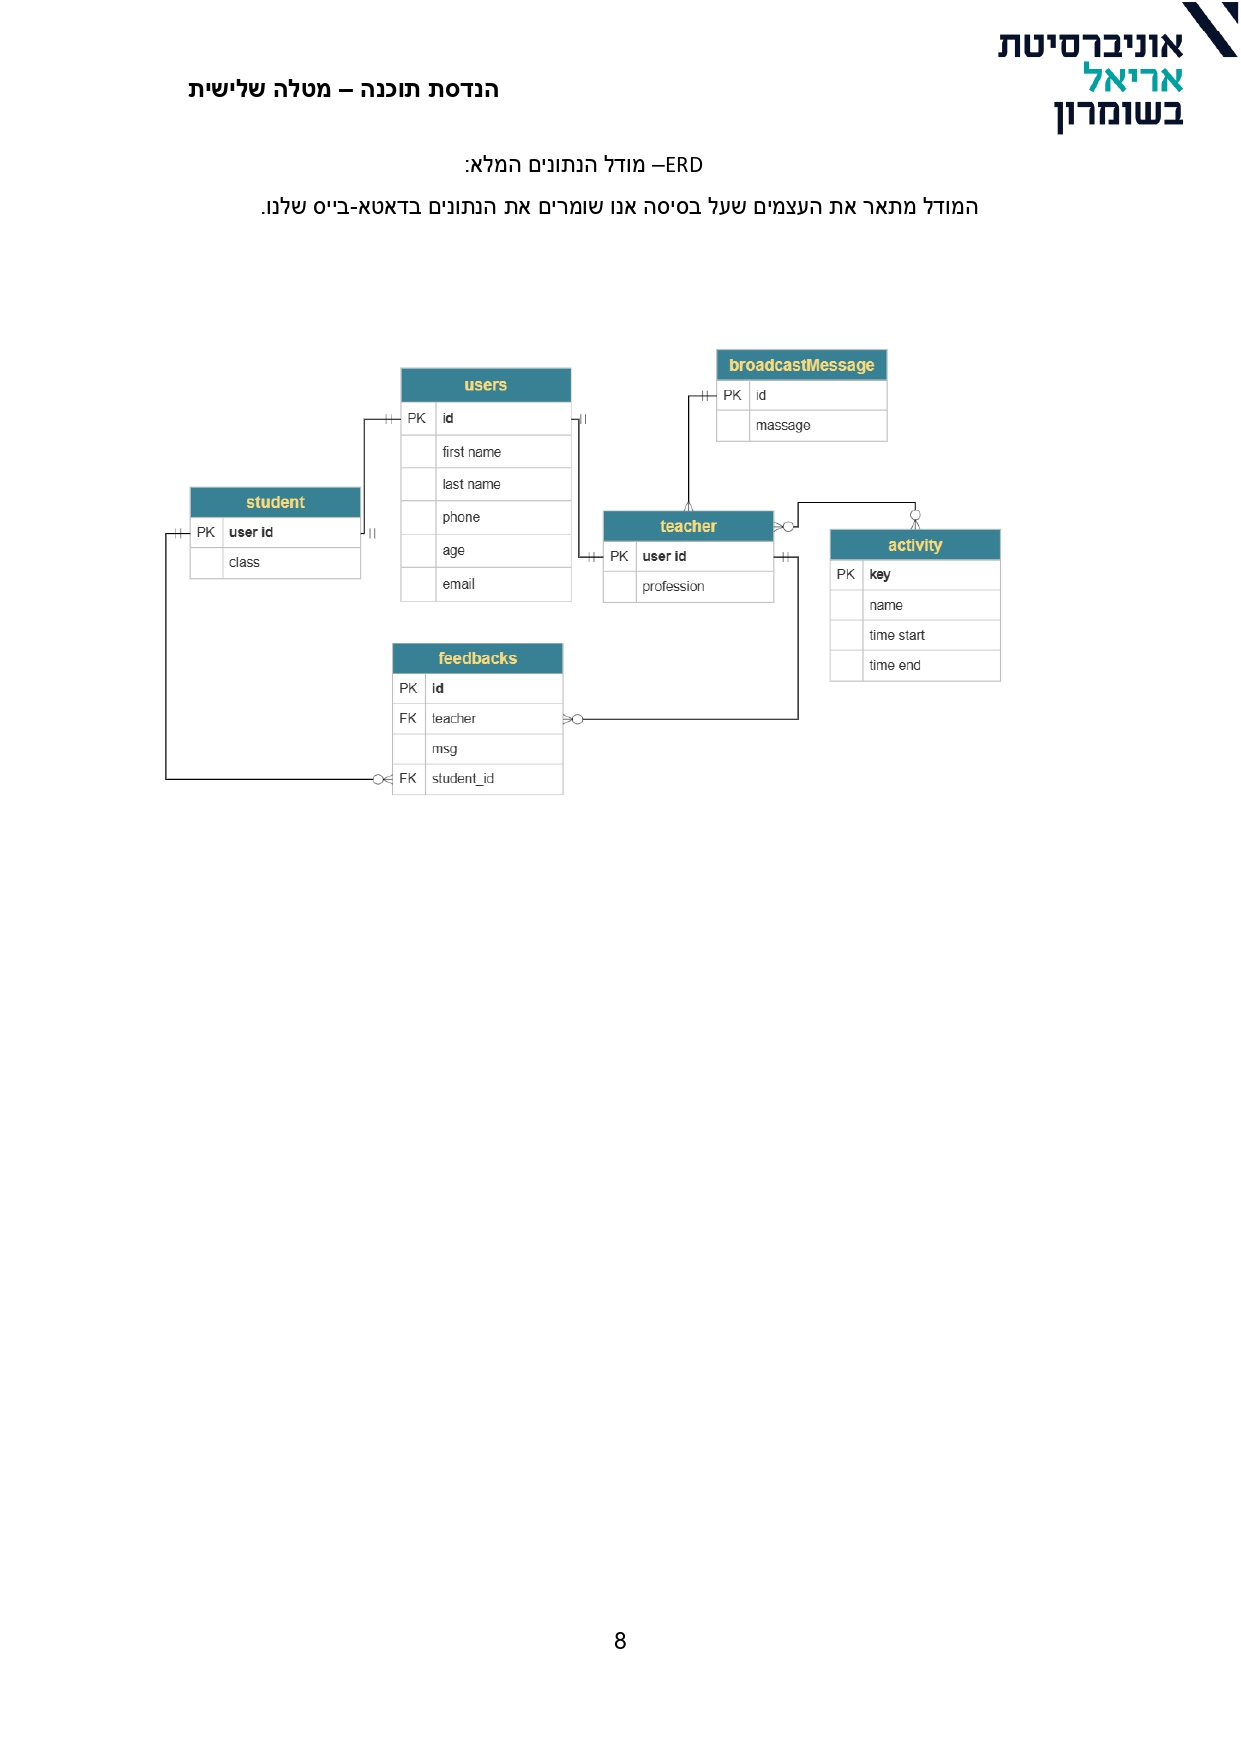 אוניברסיטת
אריאל
בשומרון
הנדסת תוכנה – מטלה שלישית
ERD– מודל הנתונים המלא:
המודל מתאר את העצמים שעל בסיסה אנו שומרים את הנתונים בדאטא-בייס שלנו.
broadcastMessage
PK id
massage
users
PK id
first name
last name
phone
age
email
student
PK user id
class
teacher
PK user id
profession
activity
PK key
name
time start
time end
feedbacks
PK id
FK teacher
msg
FK student_id
8